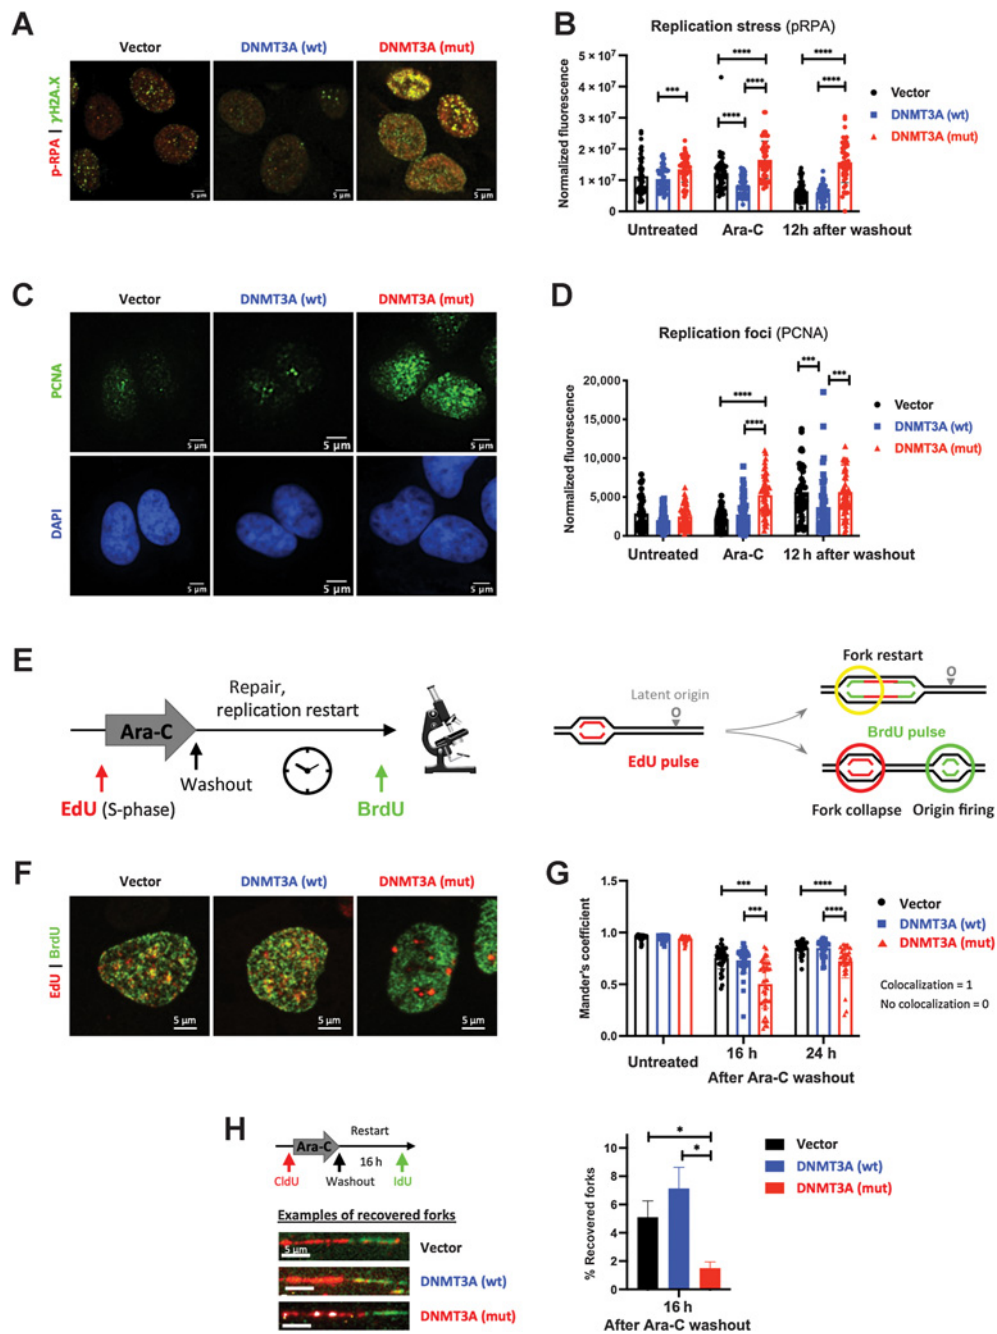 A
Vector
DNMT3A (wt)
DNMT3A (mut)
p-RPA | γH2A.X
5 µm
5 µm
5 µm
B
Replication stress (pRPA)
Normalized fluorescence
5 × 10⁷
4 × 10⁷
3 × 10⁷
2 × 10⁷
1 × 10⁷
0
***
****
****
****
****
****
Vector
DNMT3A (wt)
DNMT3A (mut)
Untreated
Ara-C
12h after washout
C
Vector
DNMT3A (wt)
DNMT3A (mut)
PCNA
5 µm
5 µm
5 µm
DAPI
5 µm
5 µm
5 µm
D
Replication foci (PCNA)
Normalized fluorescence
20,000
15,000
10,000
5,000
0
****
****
***
***
Vector
DNMT3A (wt)
DNMT3A (mut)
Untreated
Ara-C
12h after washout
E
Repair,
replication restart
Ara-C
Washout
EdU (S-phase)
BrdU
Latent origin
O
EdU pulse
Fork restart
O
BrdU pulse
Fork collapse
Origin firing
F
Vector
DNMT3A (wt)
DNMT3A (mut)
EdU | BrdU
5 µm
5 µm
5 µm
G
Mander's coefficient
1.5
1.0
0.5
0.0
***
***
****
****
Vector
DNMT3A (wt)
DNMT3A (mut)
Colocalization = 1
No colocalization = 0
Untreated
16 h
24 h
After Ara-C washout
H
Restart
Ara-C
16 h
CldU
Washout
IdU
Examples of recovered forks
5 µm
Vector
DNMT3A (wt)
DNMT3A (mut)
% Recovered forks
10
8
6
4
2
0
*
*
Vector
DNMT3A (wt)
DNMT3A (mut)
16 h
After Ara-C washout